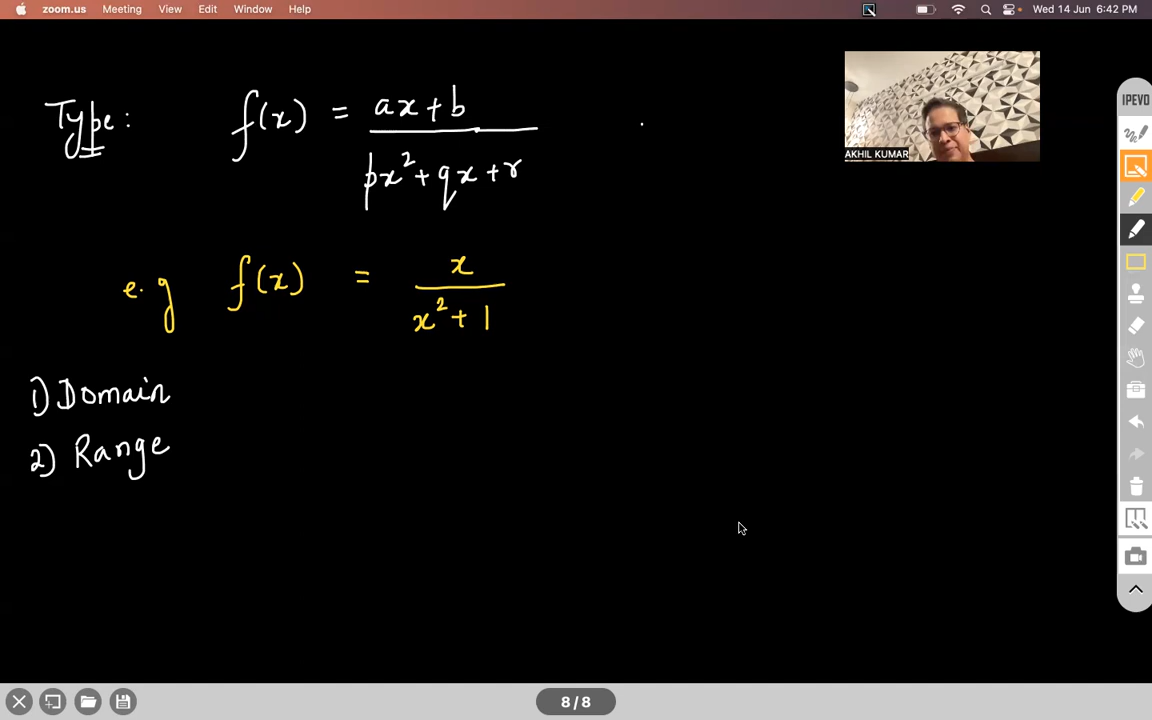 zoom.us Meeting View Edit Window Help Wed 14 Jun 6:42 PM
IPEVO
AKHIL KUMAR
Type: f(x) = ax+b / px²+qx+r
e.g f(x) = x / x²+1
1) Domain
2) Range
8/8